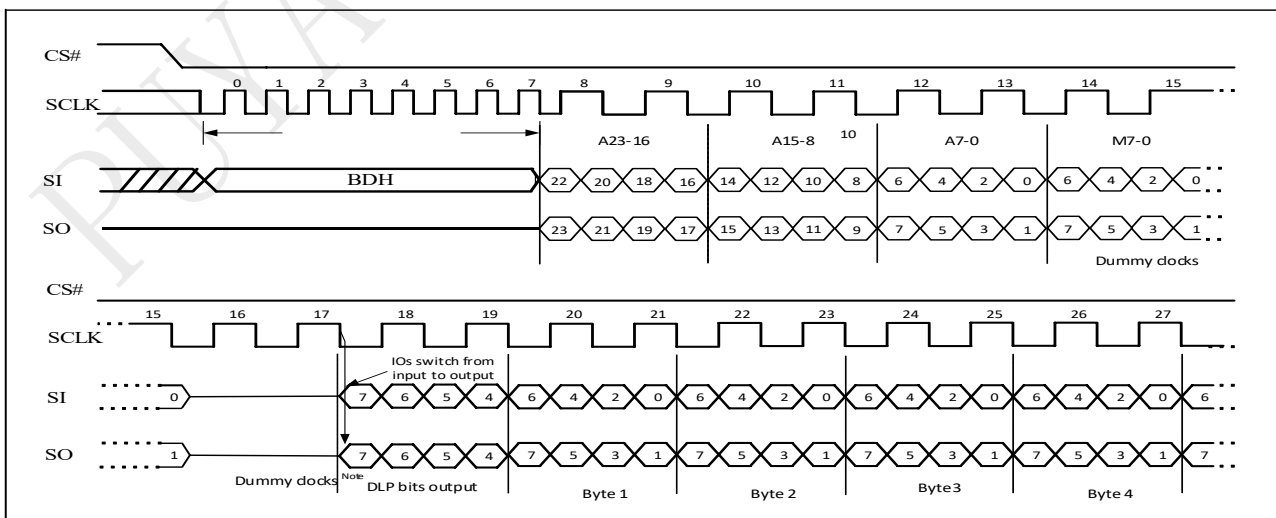 PUYA
CS#
0 1 2 3 4 5 6 7 8 9 10 11 12 13 14 15
SCLK
A23-16 A15-8 10 A7-0 M7-0
SI BDH 22 20 18 16 14 12 10 8 6 4 2 0 6 4 2 0
SO 23 21 19 17 15 13 11 9 7 5 3 1 7 5 3 1
Dummy clocks
CS#
15 16 17 18 19 20 21 22 23 24 25 26 27
SCLK
IOs switch from
input to output
SI 0 7 6 5 4 6 4 2 0 6 4 2 0 6 4 2 0 6 4 2 0 6
SO 1 7 6 5 4 7 5 3 1 7 5 3 1 7 5 3 1 7 5 3 1 7
Dummy clocks Note DLP bits output Byte 1 Byte 2 Byte3 Byte 4